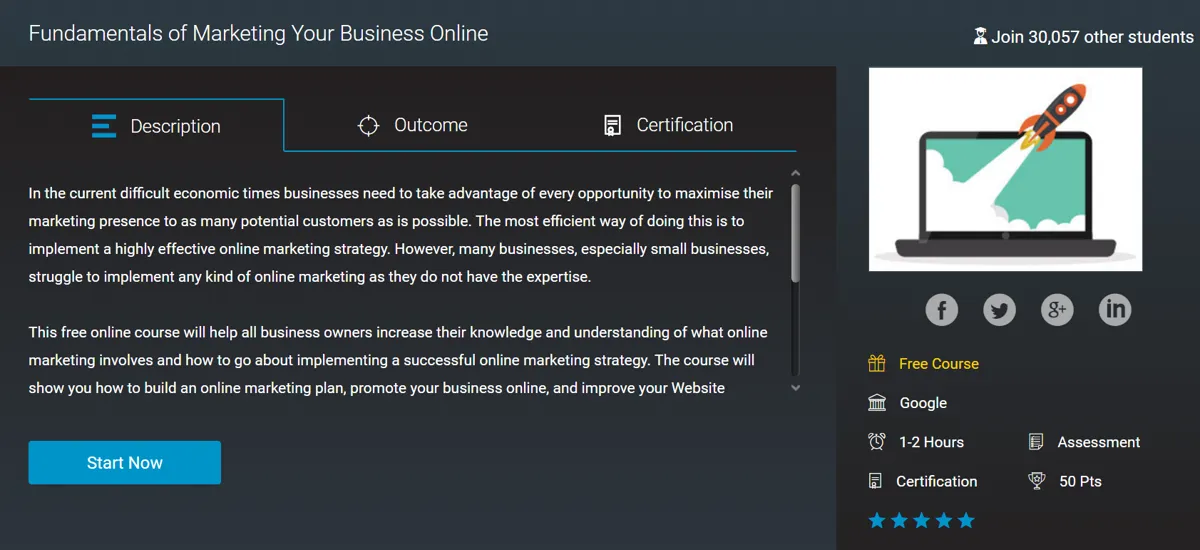 Fundamentals of Marketing Your Business Online
Join 30,057 other students
Description
Outcome
Certification
In the current difficult economic times businesses need to take advantage of every opportunity to maximise their
marketing presence to as many potential customers as is possible. The most efficient way of doing this is to
implement a highly effective online marketing strategy. However, many businesses, especially small businesses,
struggle to implement any kind of online marketing as they do not have the expertise.
This free online course will help all business owners increase their knowledge and understanding of what online
marketing involves and how to go about implementing a successful online marketing strategy. The course will
show you how to build an online marketing plan, promote your business online, and improve your Website
Start Now
f
g+
in
Free Course
Google
1-2 Hours
Assessment
Certification
50 Pts